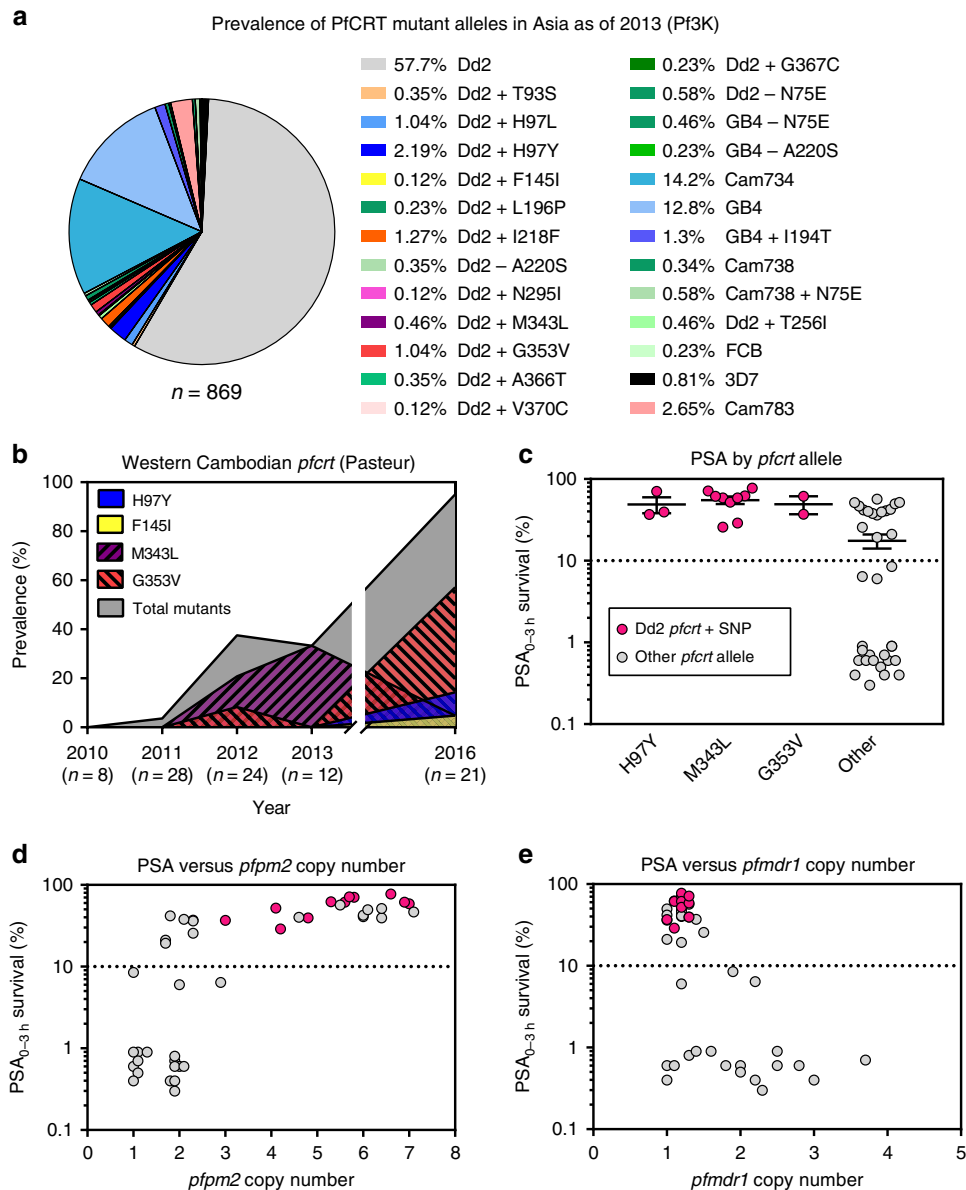 a
Prevalence of PfCRT mutant alleles in Asia as of 2013 (Pf3K)
57.7% Dd2
0.35% Dd2 + T93S
1.04% Dd2 + H97L
2.19% Dd2 + H97Y
0.12% Dd2 + F145I
0.23% Dd2 + L196P
1.27% Dd2 + I218F
0.35% Dd2 – A220S
0.12% Dd2 + N295I
0.46% Dd2 + M343L
1.04% Dd2 + G353V
0.35% Dd2 + A366T
0.12% Dd2 + V370C
0.23% Dd2 + G367C
0.58% Dd2 – N75E
0.46% GB4 – N75E
0.23% GB4 – A220S
14.2% Cam734
12.8% GB4
1.3% GB4 + I194T
0.34% Cam738
0.58% Cam738 + N75E
0.46% Dd2 + T256I
0.23% FCB
0.81% 3D7
2.65% Cam783
n = 869
b
Western Cambodian pfcrt (Pasteur)
Prevalence (%)
100
80
60
40
20
0
H97Y
F145I
M343L
G353V
Total mutants
2010 2011 2012 2013 2016
(n = 8) (n = 28) (n = 24) (n = 12) (n = 21)
Year
c
PSA by pfcrt allele
PSA0–3 h survival (%)
100
10
1
0.1
Dd2 pfcrt + SNP
Other pfcrt allele
H97Y M343L G353V Other
d
PSA versus pfpm2 copy number
PSA0–3 h survival (%)
100
10
1
0.1
0 1 2 3 4 5 6 7 8
pfpm2 copy number
e
PSA versus pfmdr1 copy number
PSA0–3 h survival (%)
100
10
1
0.1
0 1 2 3 4 5
pfmdr1 copy number